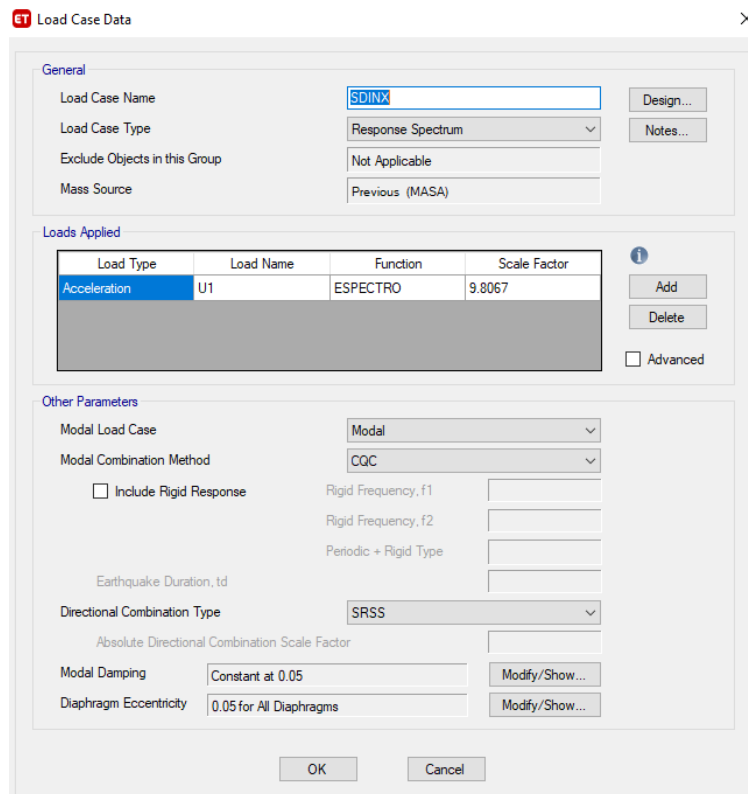 ET Load Case Data
General
Load Case Name SDINX Design...
Load Case Type Response Spectrum Notes...
Exclude Objects in this Group Not Applicable
Mass Source Previous (MASA)
Loads Applied
Load Type Load Name Function Scale Factor
Acceleration U1 ESPECTRO 9.8067
Add
Delete
Advanced
Other Parameters
Modal Load Case Modal
Modal Combination Method CQC
Include Rigid Response Rigid Frequency, f1
Rigid Frequency, f2
Periodic + Rigid Type
Earthquake Duration, td
Directional Combination Type SRSS
Absolute Directional Combination Scale Factor
Modal Damping Constant at 0.05 Modify/Show...
Diaphragm Eccentricity 0.05 for All Diaphragms Modify/Show...
OK Cancel